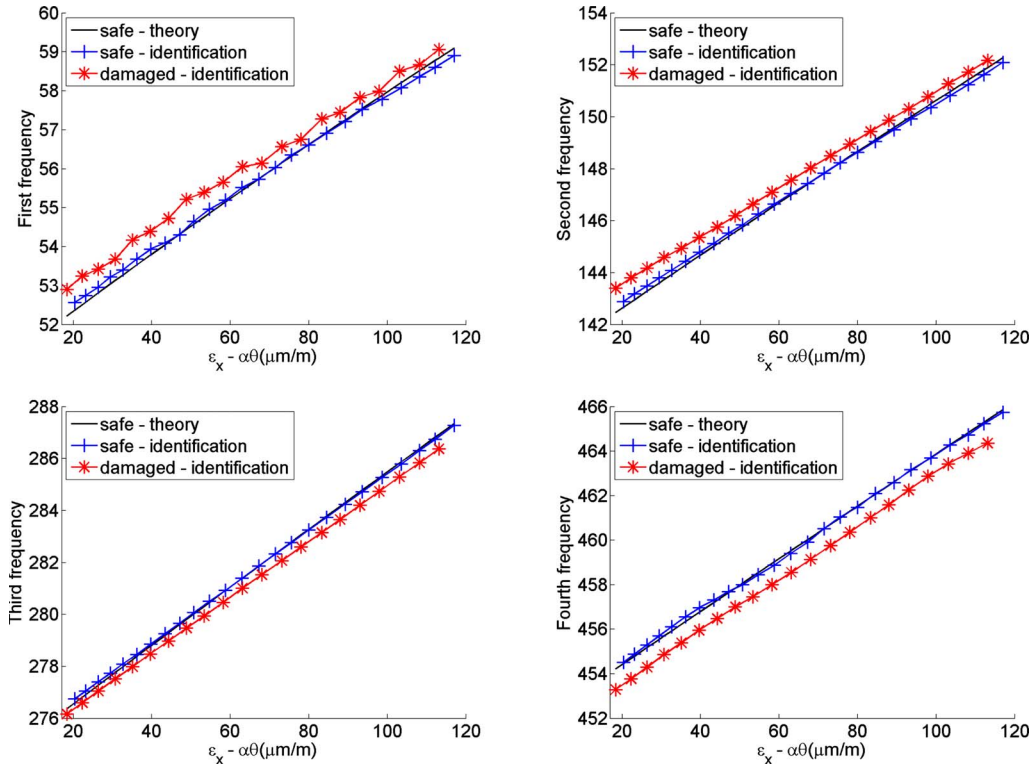 60
59
58
57
56
55
54
53
52
First frequency
safe - theory
safe - identification
damaged - identification
20 40 60 80 100 120
εx - αθ(μm/m)
154
152
150
148
146
144
142
Second frequency
safe - theory
safe - identification
damaged - identification
20 40 60 80 100 120
εx - αθ(μm/m)
288
286
284
282
280
278
276
Third frequency
safe - theory
safe - identification
damaged - identification
20 40 60 80 100 120
εx - αθ(μm/m)
466
464
462
460
458
456
454
452
Fourth frequency
safe - theory
safe - identification
damaged - identification
20 40 60 80 100 120
εx - αθ(μm/m)